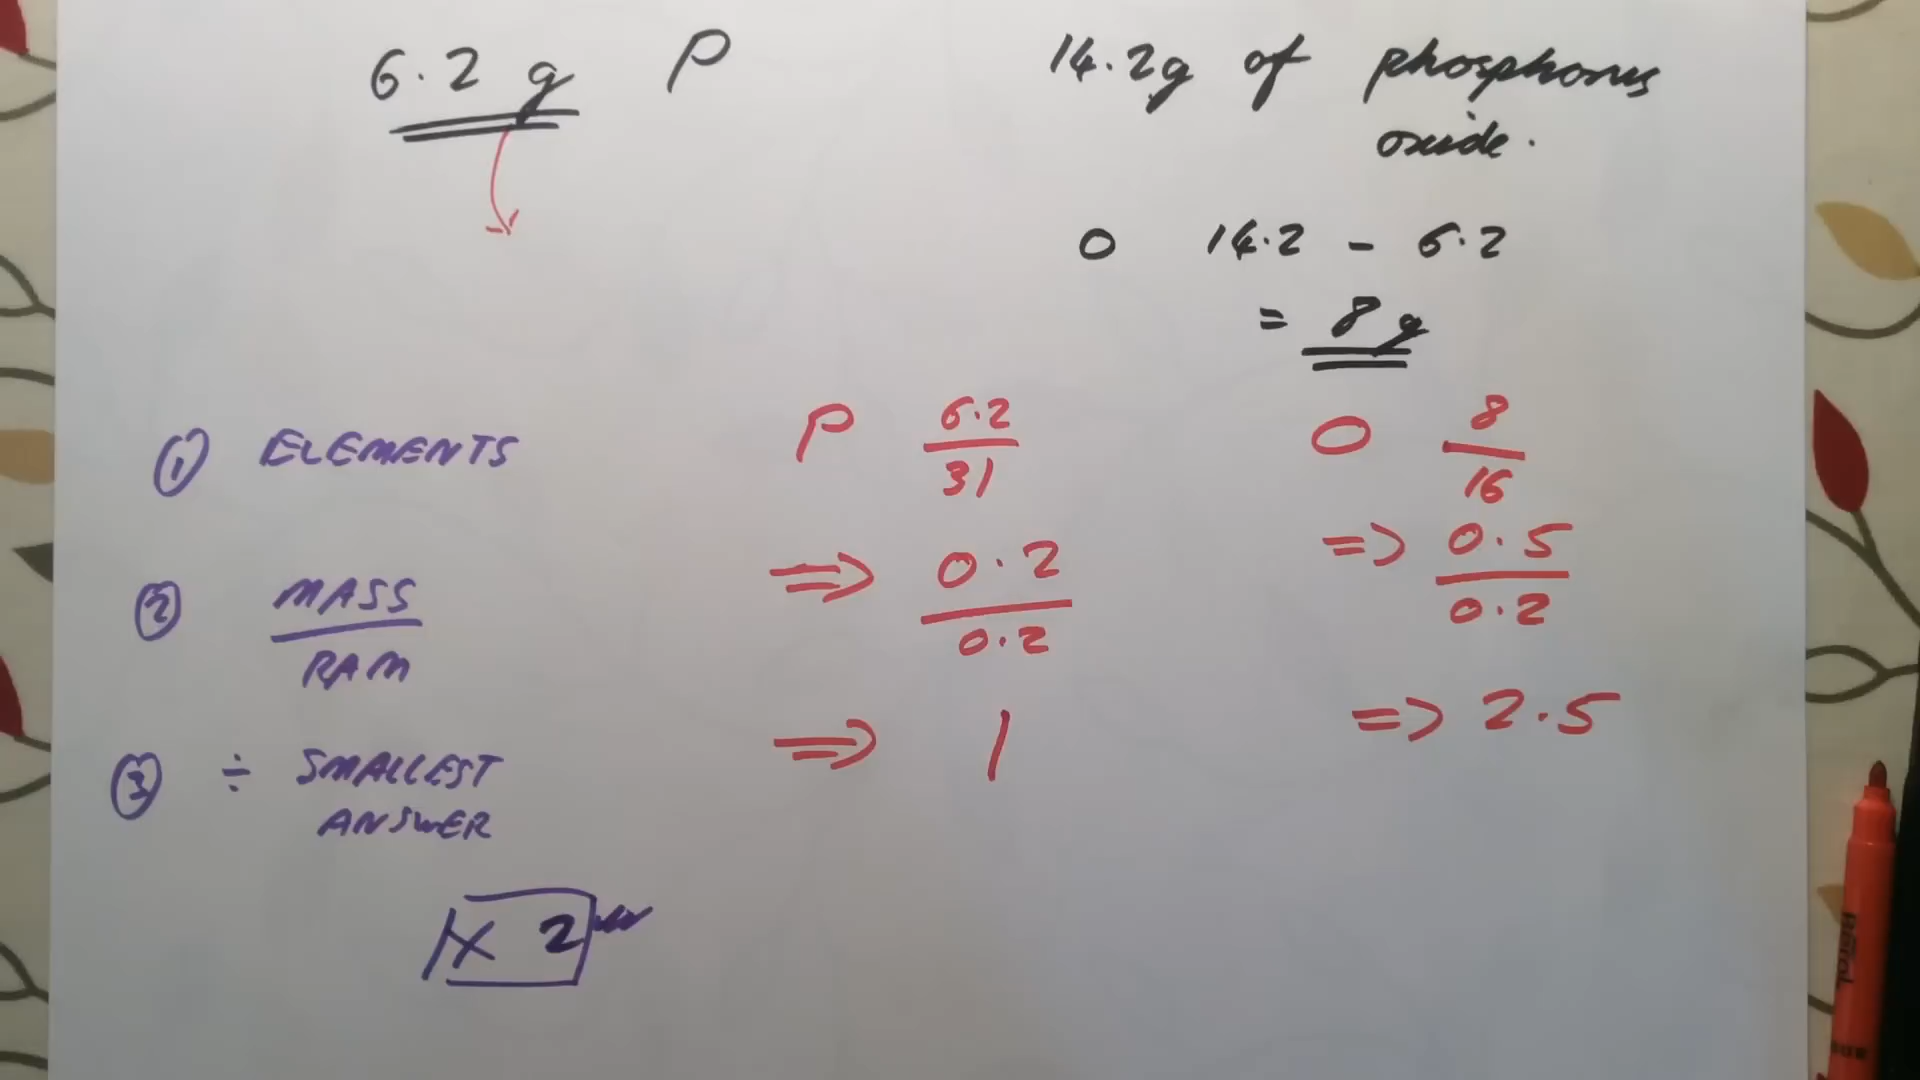 6.2 g P
14.2g of phosphorus
oxide.
O 14.2 - 6.2
= 8g
① ELEMENTS
P 6.2
31
O 8
16
② MASS
RAM
=> 0.2
0.2
=> 0.5
0.2
③ ÷ SMALLEST
ANSWER
=> 1
=> 2.5
x 2